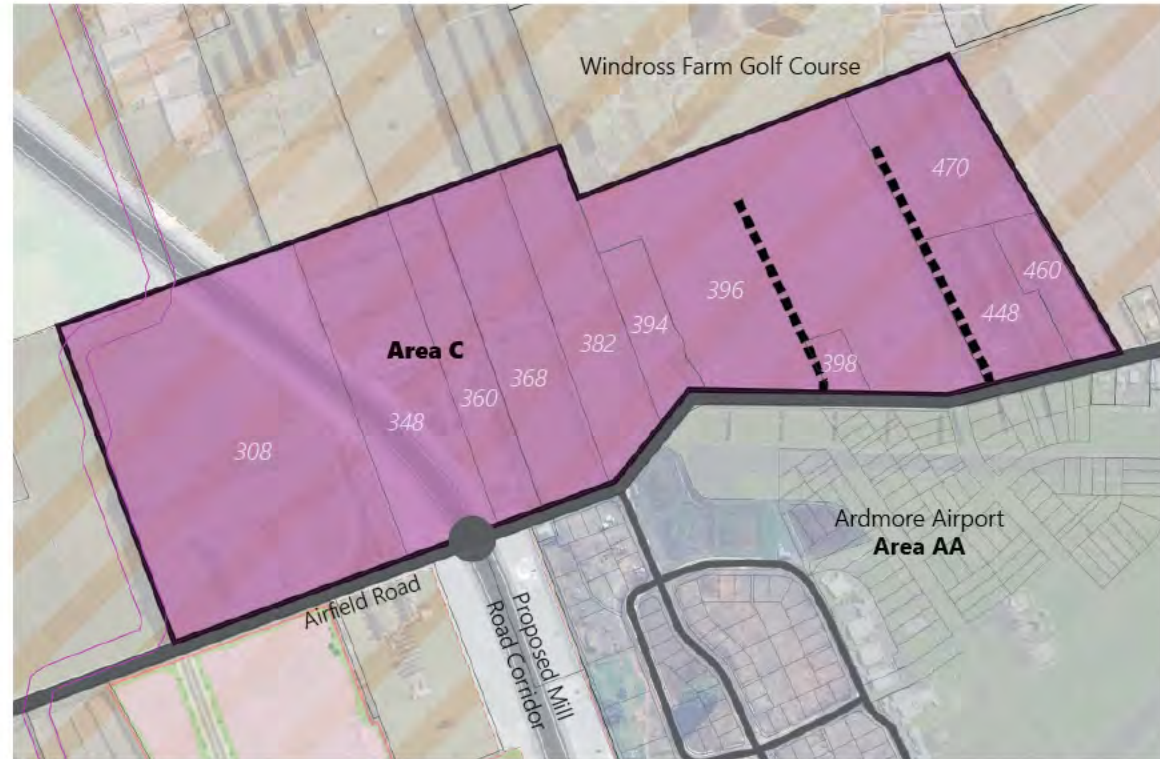 Windross Farm Golf Course
470
460
396
448
394
382
398
Area C
368
360
348
308
Ardmore Airport
Area AA
Airfield Road
Proposed Mill
Road Corridor